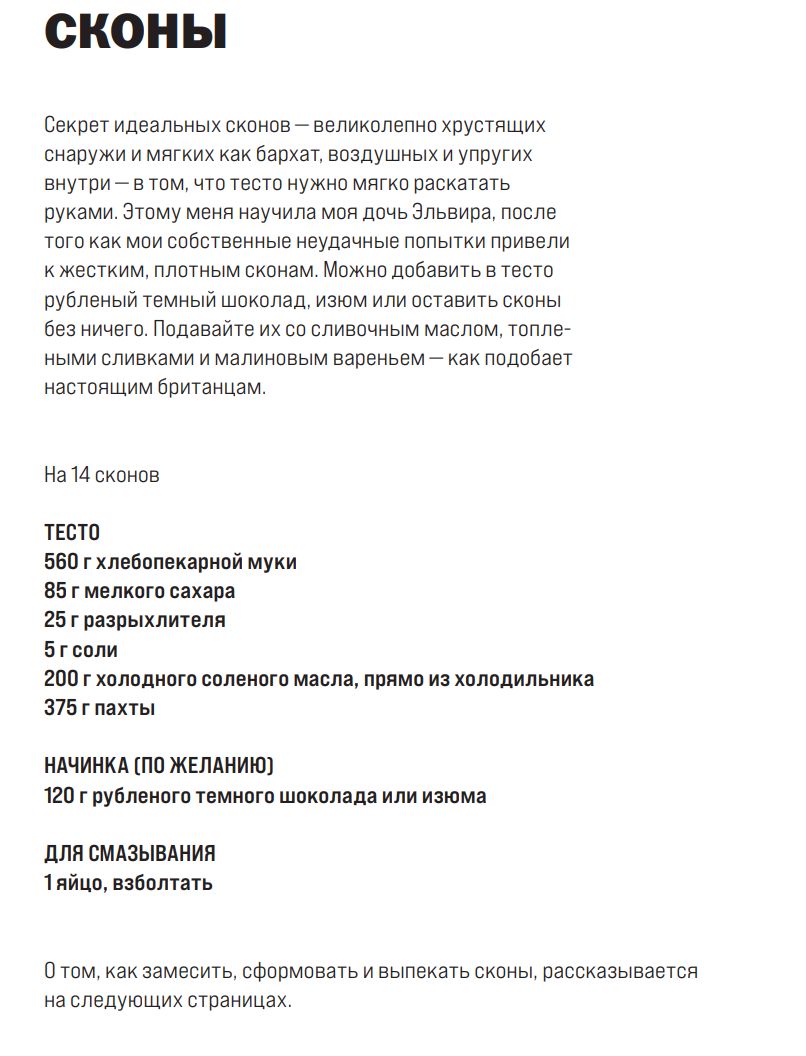 сконы
Секрет идеальных сконов — великолепно хрустящих
снаружи и мягких как бархат, воздушных и упругих
внутри — в том, что тесто нужно мягко раскатать
руками. Этому меня научила моя дочь Эльвира, после
того как мои собственные неудачные попытки привели
к жестким, плотным сконам. Можно добавить в тесто
рубленый темный шоколад, изюм или оставить сконы
без ничего. Подавайте их со сливочным маслом, топле-
ными сливками и малиновым вареньем — как подобает
настоящим британцам.
На 14 сконов
ТЕСТО
560 г хлебопекарной муки
85 г мелкого сахара
25 г разрыхлителя
5 г соли
200 г холодного соленого масла, прямо из холодильника
375 г пахты
НАЧИНКА (ПО ЖЕЛАНИЮ)
120 г рубленого темного шоколада или изюма
ДЛЯ СМАЗЫВАНИЯ
1 яйцо, взболтать
О том, как замесить, сформовать и выпекать сконы, рассказывается
на следующих страницах.